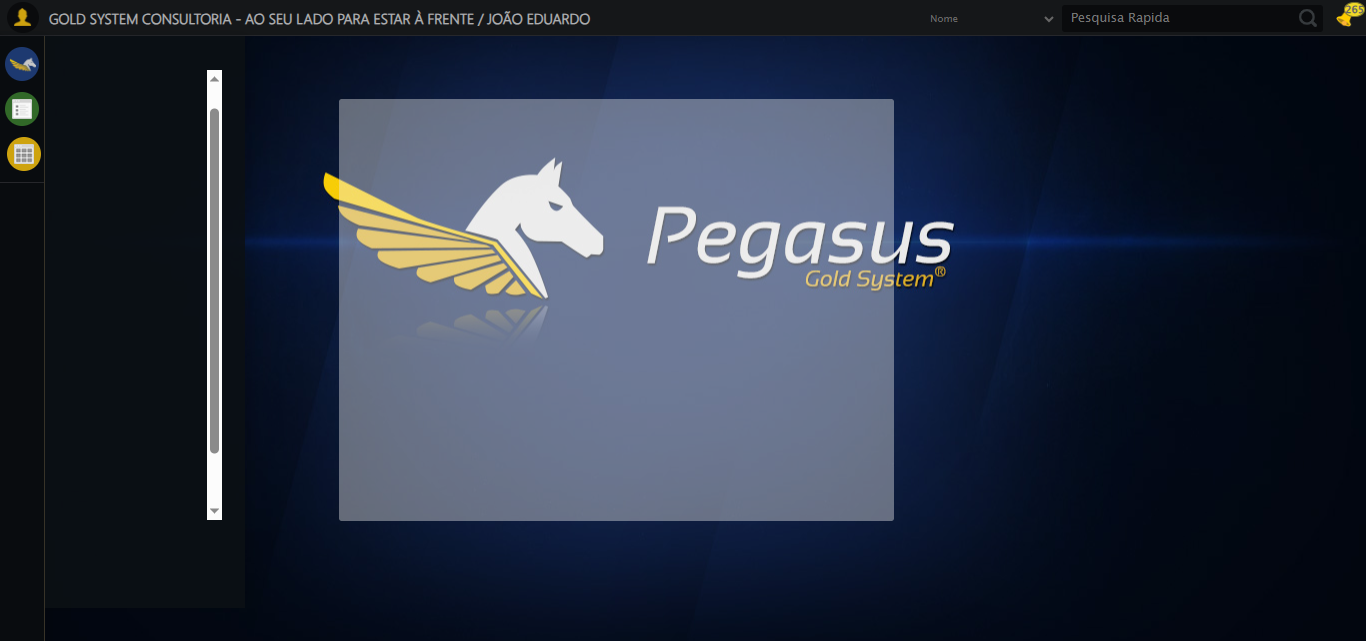 GOLD SYSTEM CONSULTORIA - AO SEU LADO PARA ESTAR À FRENTE / JOÃO EDUARDO
Nome
Pesquisa Rapida
265
Pegasus
Gold System®